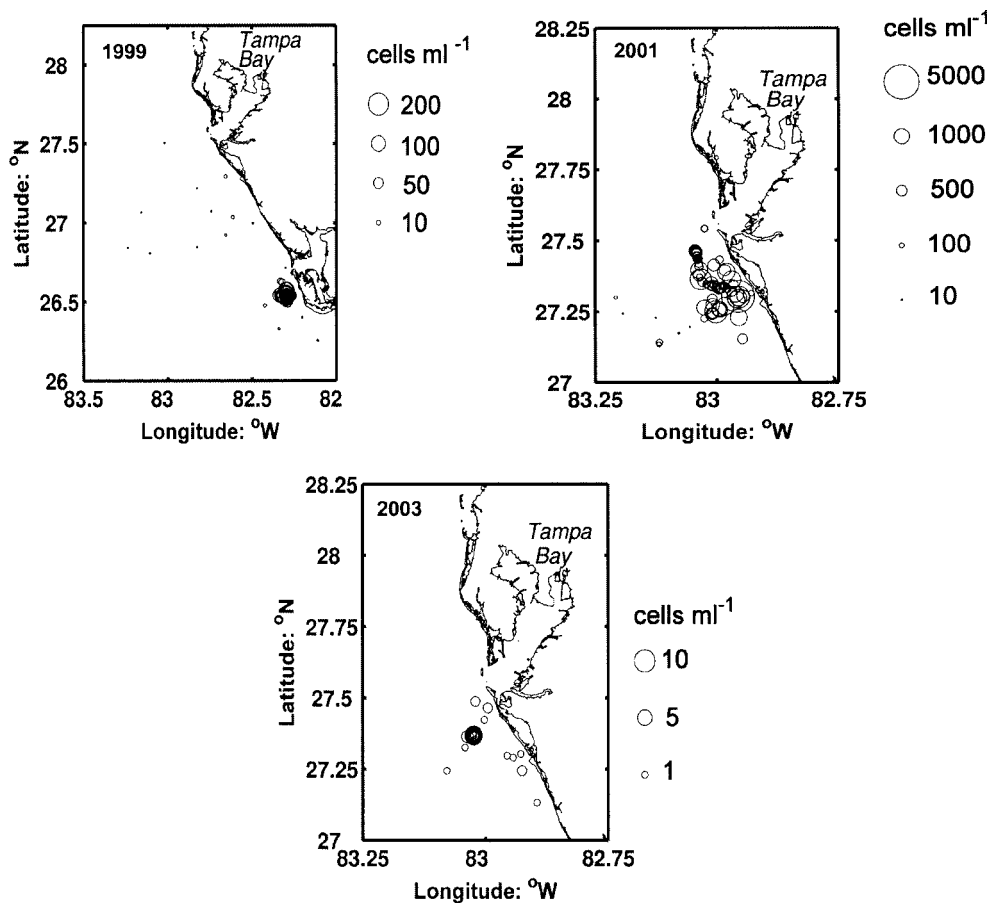 1999
Tampa
Bay
28
27.5
27
26.5
26
83.5
83
82.5
82
Latitude: °N
Longitude: °W
cells ml -1
200
100
50
10
2001
Tampa
Bay
28.25
28
27.75
27.5
27.25
27
83.25
83
82.75
Latitude: °N
Longitude: °W
cells ml-1
5000
1000
500
100
10
2003
Tampa
Bay
28.25
28
27.75
27.5
27.25
27
83.25
83
82.75
Latitude: °N
Longitude: °W
cells ml-1
10
5
1